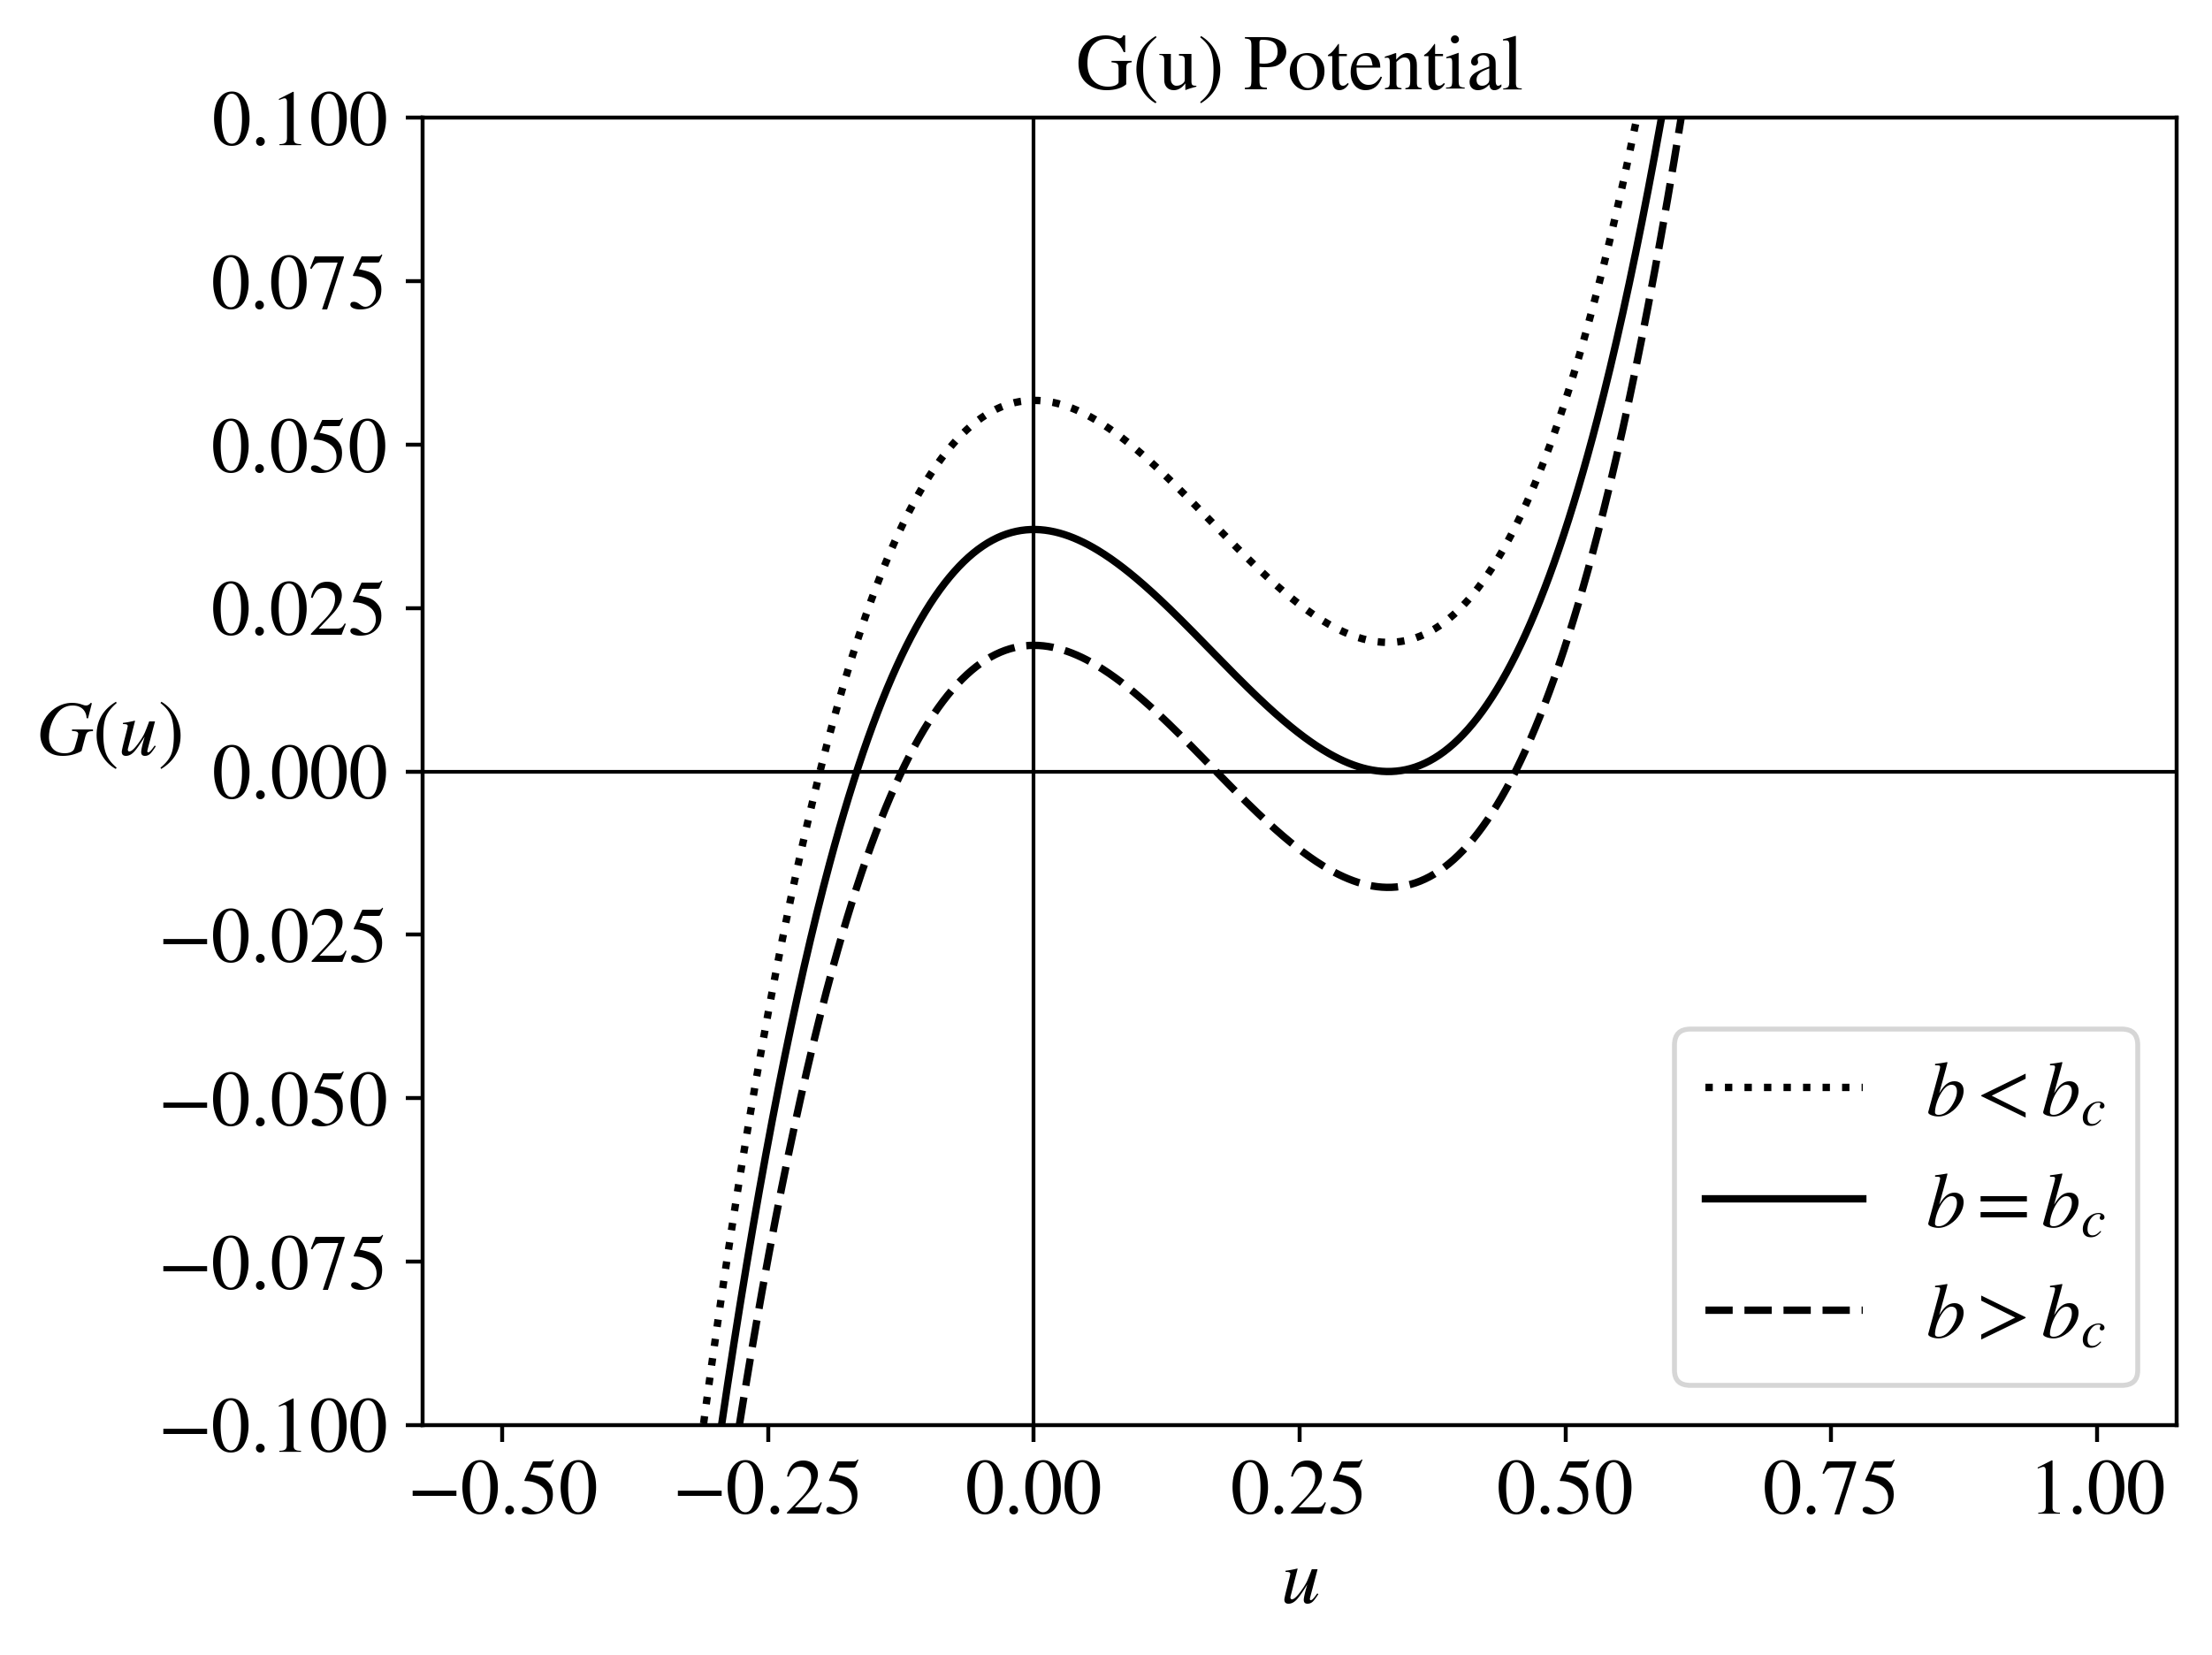 G(u) Potential
0.100
0.075
0.050
0.025
G(u)
0.000
−0.025
−0.050
−0.075
−0.100
−0.50 −0.25 0.00 0.25 0.50 0.75 1.00
u
b < b_c
b = b_c
b > b_c